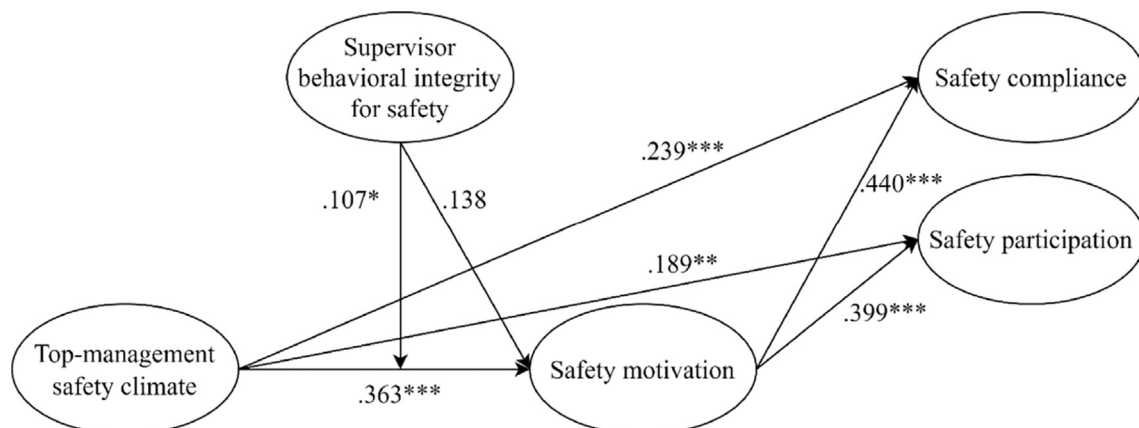 Supervisor
behavioral integrity
for safety
Safety compliance
.239***
.107*
.138
.440***
Safety participation
.189**
.399***
Top-management
safety climate
Safety motivation
.363***